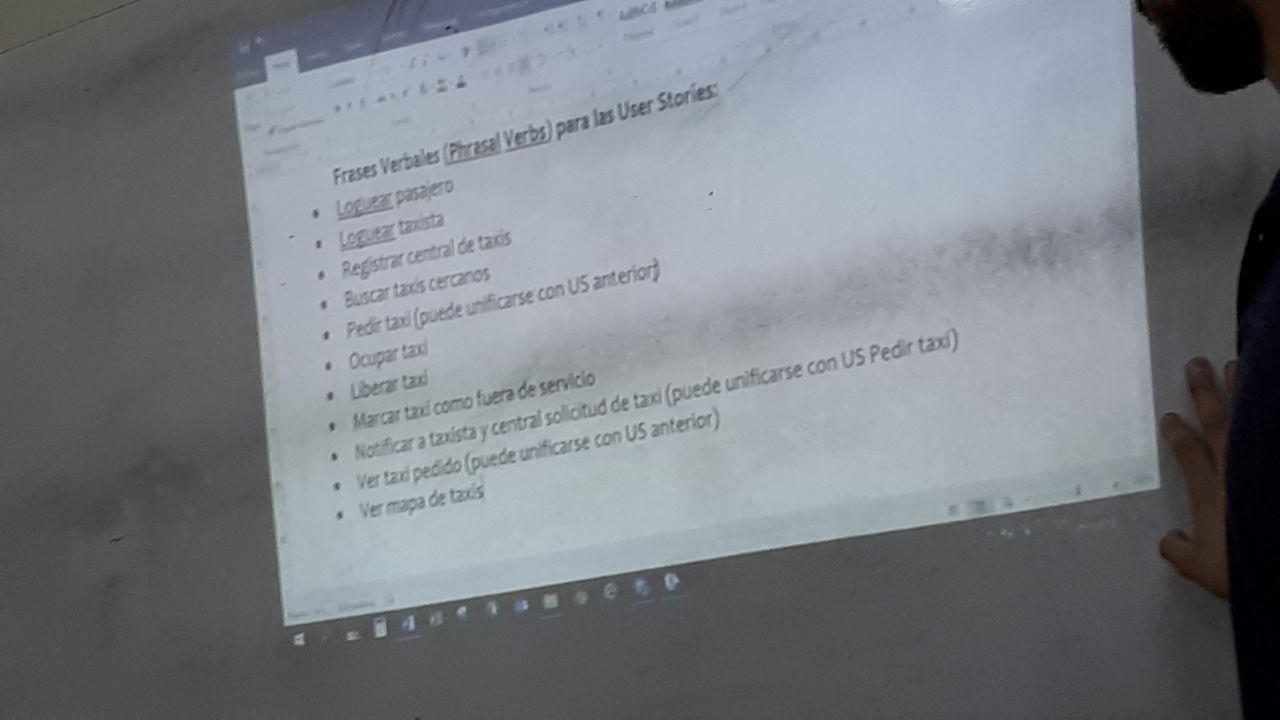 Frases Verbales (Phrasal Verbs) para las User Stories:
• Loguear pasajero
• Loguear taxista
• Registrar central de taxis
• Buscar taxis cercanos
• Pedir taxi (puede unificarse con US anterior)
• Ocupar taxi
• Liberar taxi
• Marcar taxi como fuera de servicio
• Notificar a taxista y central solicitud de taxi (puede unificarse con US Pedir taxi)
• Ver taxi pedido (puede unificarse con US anterior)
• Ver mapa de taxis